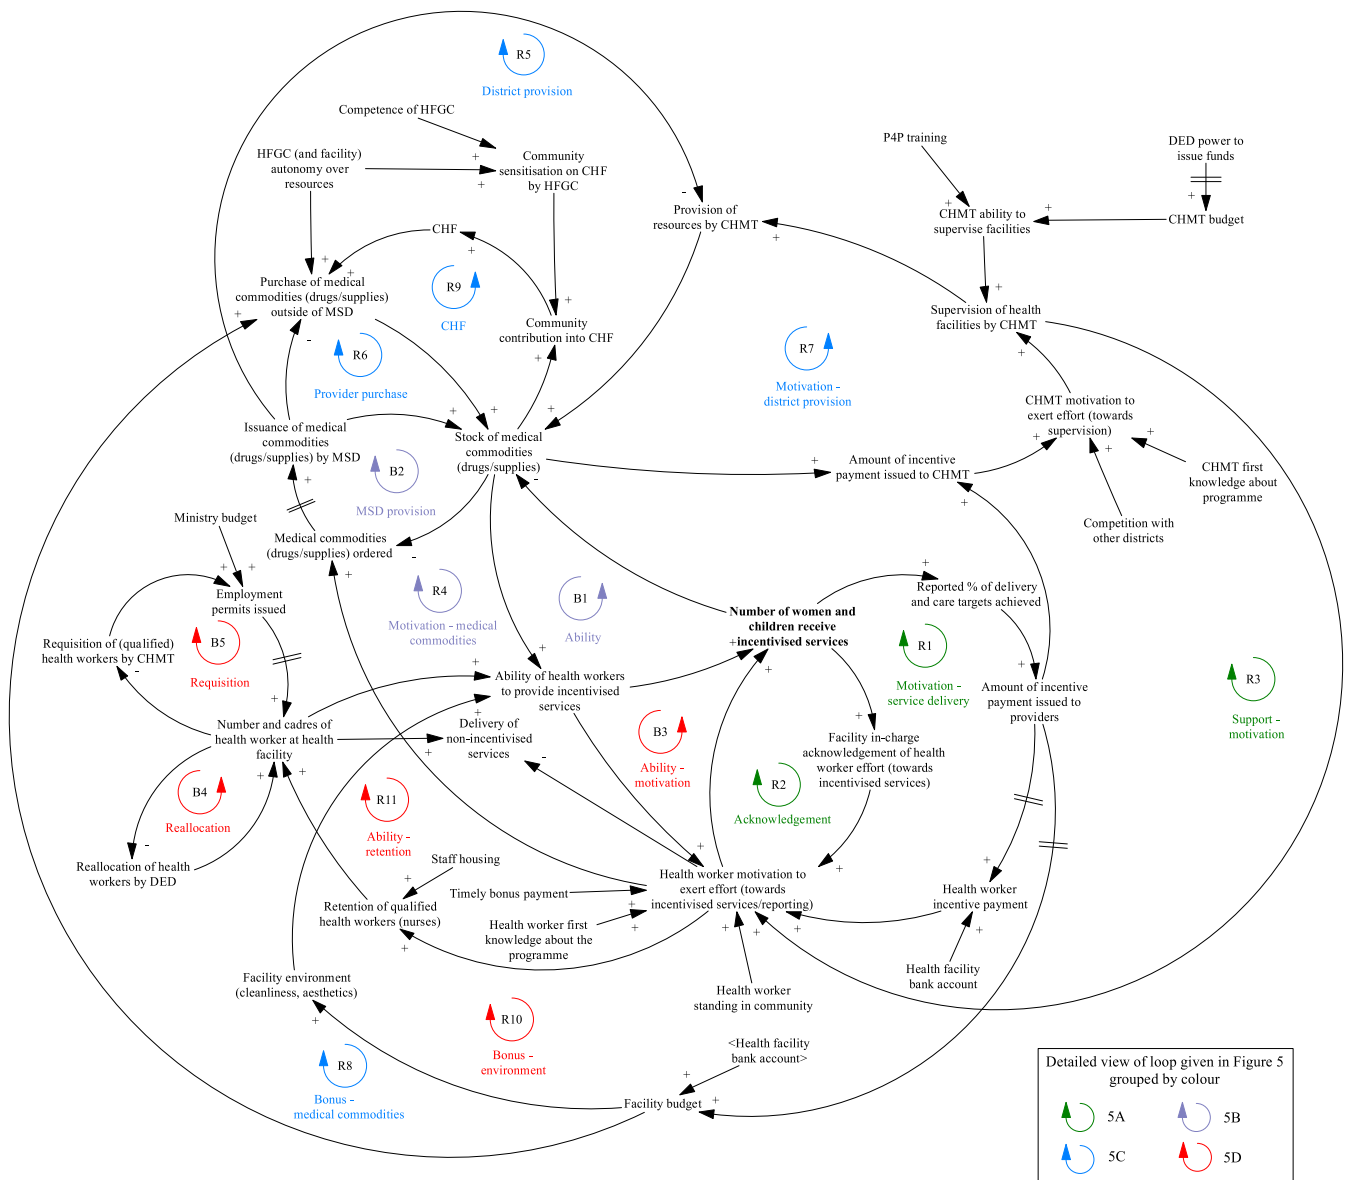 R5
District provision
Competence of HFGC
HFGC (and facility)
autonomy over
resources
+
+
Community
sensitisation on CHF
by HFGC
P4P training
DED power to
issue funds
+
CHMT budget
+
+
CHMT ability to
supervise facilities
-
Provision of
resources by CHMT
+
CHF
+
+
+
Purchase of medical
commodities (drugs/supplies)
outside of MSD
+
-
R9
CHF
+
Community
contribution into CHF
+
+
Supervision of health
facilities by CHMT
+
R6
Provider purchase
R7
Motivation -
district provision
CHMT motivation to
exert effort (towards
supervision)
+
+
+
CHMT first
knowledge about
programme
Competition with
other districts
Issuance of medical
commodities
(drugs/supplies) by MSD
+
+
+
+
Stock of medical
commodities
(drugs/supplies)
-
+
Amount of incentive
payment issued to CHMT
+
B2
MSD provision
Ministry budget
Medical commodities
(drugs/supplies) ordered
-
+
+
+
Employment
permits issued
R4
Motivation - medical
commodities
B1
Ability
Number of women and
children receive
incentivised services
+
+
+
Reported % of delivery
and care targets achieved
R1
Motivation -
service delivery
Requisition of (qualified)
health workers by CHMT
-
B5
Requisition
+
+
+
Ability of health workers
to provide incentivised
services
+
+
Amount of incentive
payment issued to
providers
R3
Support -
motivation
Number and cadres of
health worker at health
facility
+
+
Delivery of
non-incentivised
services
+
-
B3
Ability -
motivation
+
Facility in-charge
acknowledgement of health
worker effort (towards
incentivised services)
+
B4
Reallocation
R11
Ability -
retention
R2
Acknowledgement
-
Reallocation of health
workers by DED
Staff housing
+
Timely bonus payment
Retention of qualified
health workers (nurses)
+
Health worker first
knowledge about the
programme
+
Health worker motivation to
exert effort (towards
incentivised services/reporting)
+
+
+
+
+
+
Health worker
incentive payment
+
+
Health facility
bank account
Health worker
standing in community
Facility environment
(cleanliness, aesthetics)
+
R10
Bonus -
environment
R8
Bonus -
medical commodities
<Health facility
bank account>
+
+
Facility budget
Detailed view of loop given in Figure 5
grouped by colour
5A
5B
5C
5D